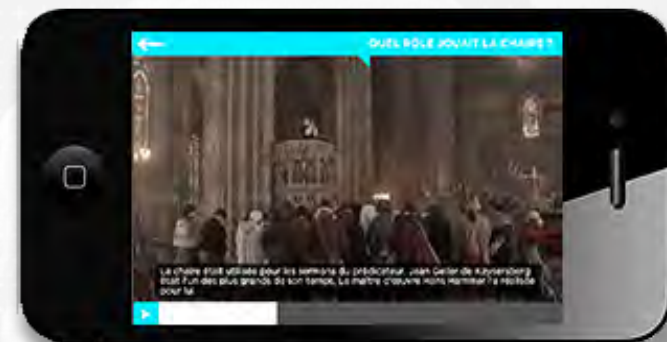 QUEL RÔLE JOUAIT LA CHAIRE ?
La chaire était utilisée pour les sermons du prédicateur. Jean Geiler de Kaysersberg
était l'un des plus grands de son temps. Le maître d'œuvre Hans Hammer l'a réalisée
pour lui